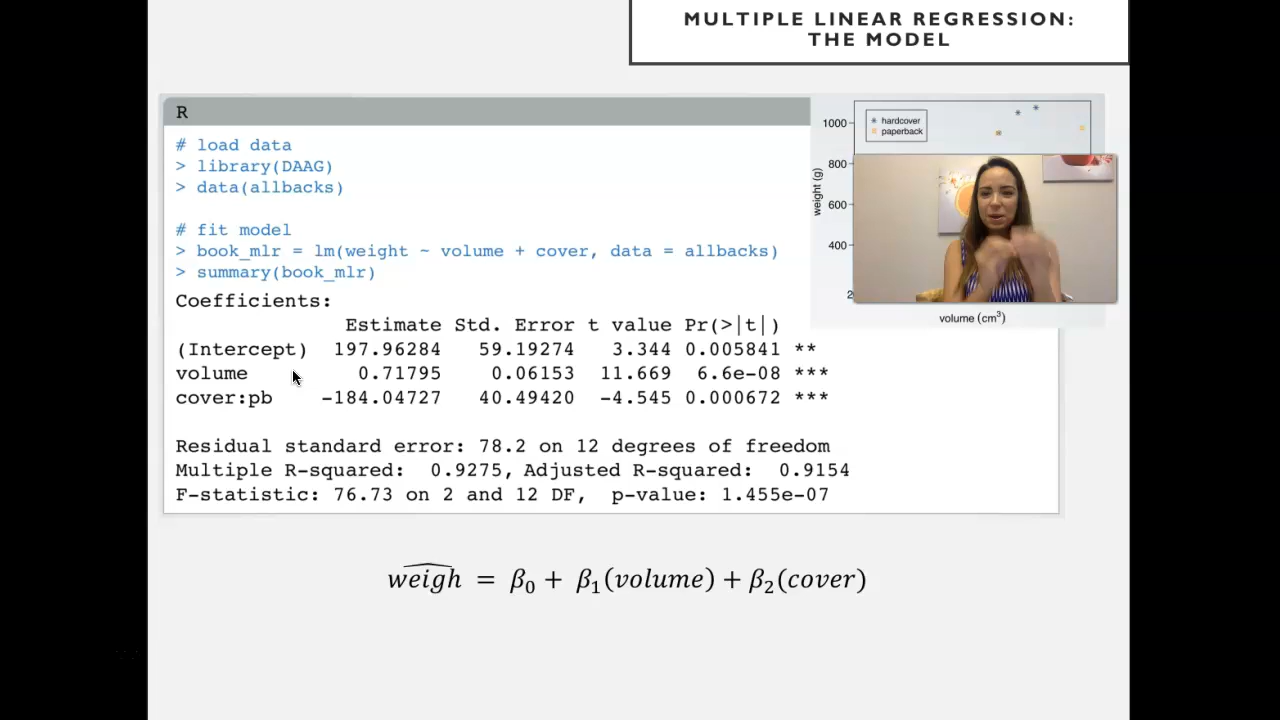 MULTIPLE LINEAR REGRESSION:
THE MODEL
R
# load data
> library(DAAG)
> data(allbacks)
# fit model
> book_mlr = lm(weight ~ volume + cover, data = allbacks)
> summary(book_mlr)
Coefficients:
Estimate Std. Error t value Pr(>|t|)
(Intercept) 197.96284 59.19274 3.344 0.005841 **
volume 0.71795 0.06153 11.669 6.6e-08 ***
cover:pb -184.04727 40.49420 -4.545 0.000672 ***
Residual standard error: 78.2 on 12 degrees of freedom
Multiple R-squared: 0.9275, Adjusted R-squared: 0.9154
F-statistic: 76.73 on 2 and 12 DF, p-value: 1.455e-07
hardcover
paperback
1000
800
600
400
2
weight (g)
volume (cm³)
weigh = β₀ + β₁(volume) + β₂(cover)